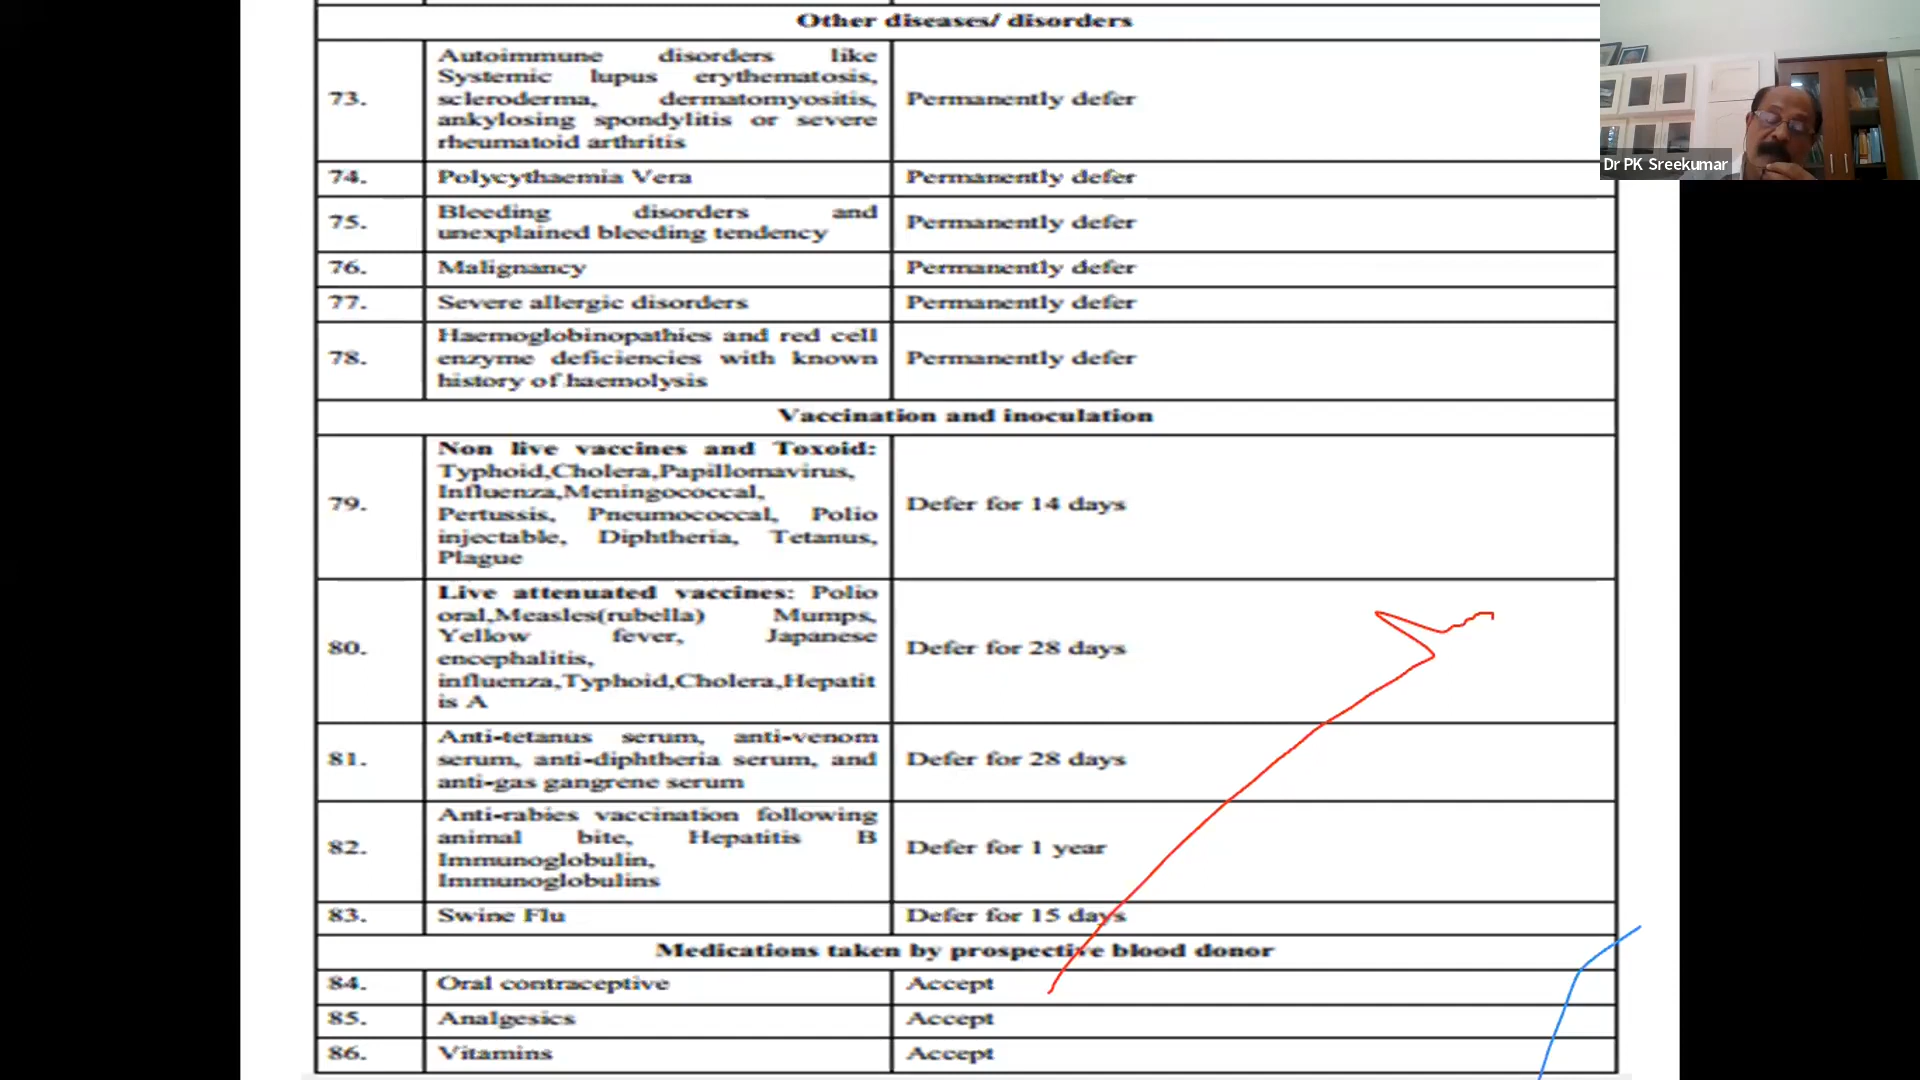 Other diseases/ disorders
Autoimmune disorders like
Systemic lupus erythematosis,
73. scleroderma, dermatomyositis, Permanently defer
ankylosing spondylitis or severe
rheumatoid arthritis
74. Polycythaemia Vera Permanently defer
Bleeding disorders and
75. unexplained bleeding tendency Permanently defer
76. Malignancy Permanently defer
77. Severe allergic disorders Permanently defer
Haemoglobinopathies and red cell
78. enzyme deficiencies with known Permanently defer
history of haemolysis
Vaccination and inoculation
Non live vaccines and Toxoid:
Typhoid,Cholera,Papillomavirus,
Influenza,Meningococcal,
79. Pertussis, Pneumococcal, Polio Defer for 14 days
injectable, Diphtheria, Tetanus,
Plague
Live attenuated vaccines: Polio
oral,Measles(rubella) Mumps,
Yellow fever, Japanese
80. encephalitis, Defer for 28 days
influenza,Typhoid,Cholera,Hepatit
is A
Anti-tetanus serum, anti-venom
81. serum, anti-diphtheria serum, and Defer for 28 days
anti-gas gangrene serum
Anti-rabies vaccination following
animal bite, Hepatitis B
82. Immunoglobulin, Defer for 1 year
Immunoglobulins
83. Swine Flu Defer for 15 days
Medications taken by prospective blood donor
84. Oral contraceptive Accept
85. Analgesics Accept
86. Vitamins Accept
Dr PK Sreekumar